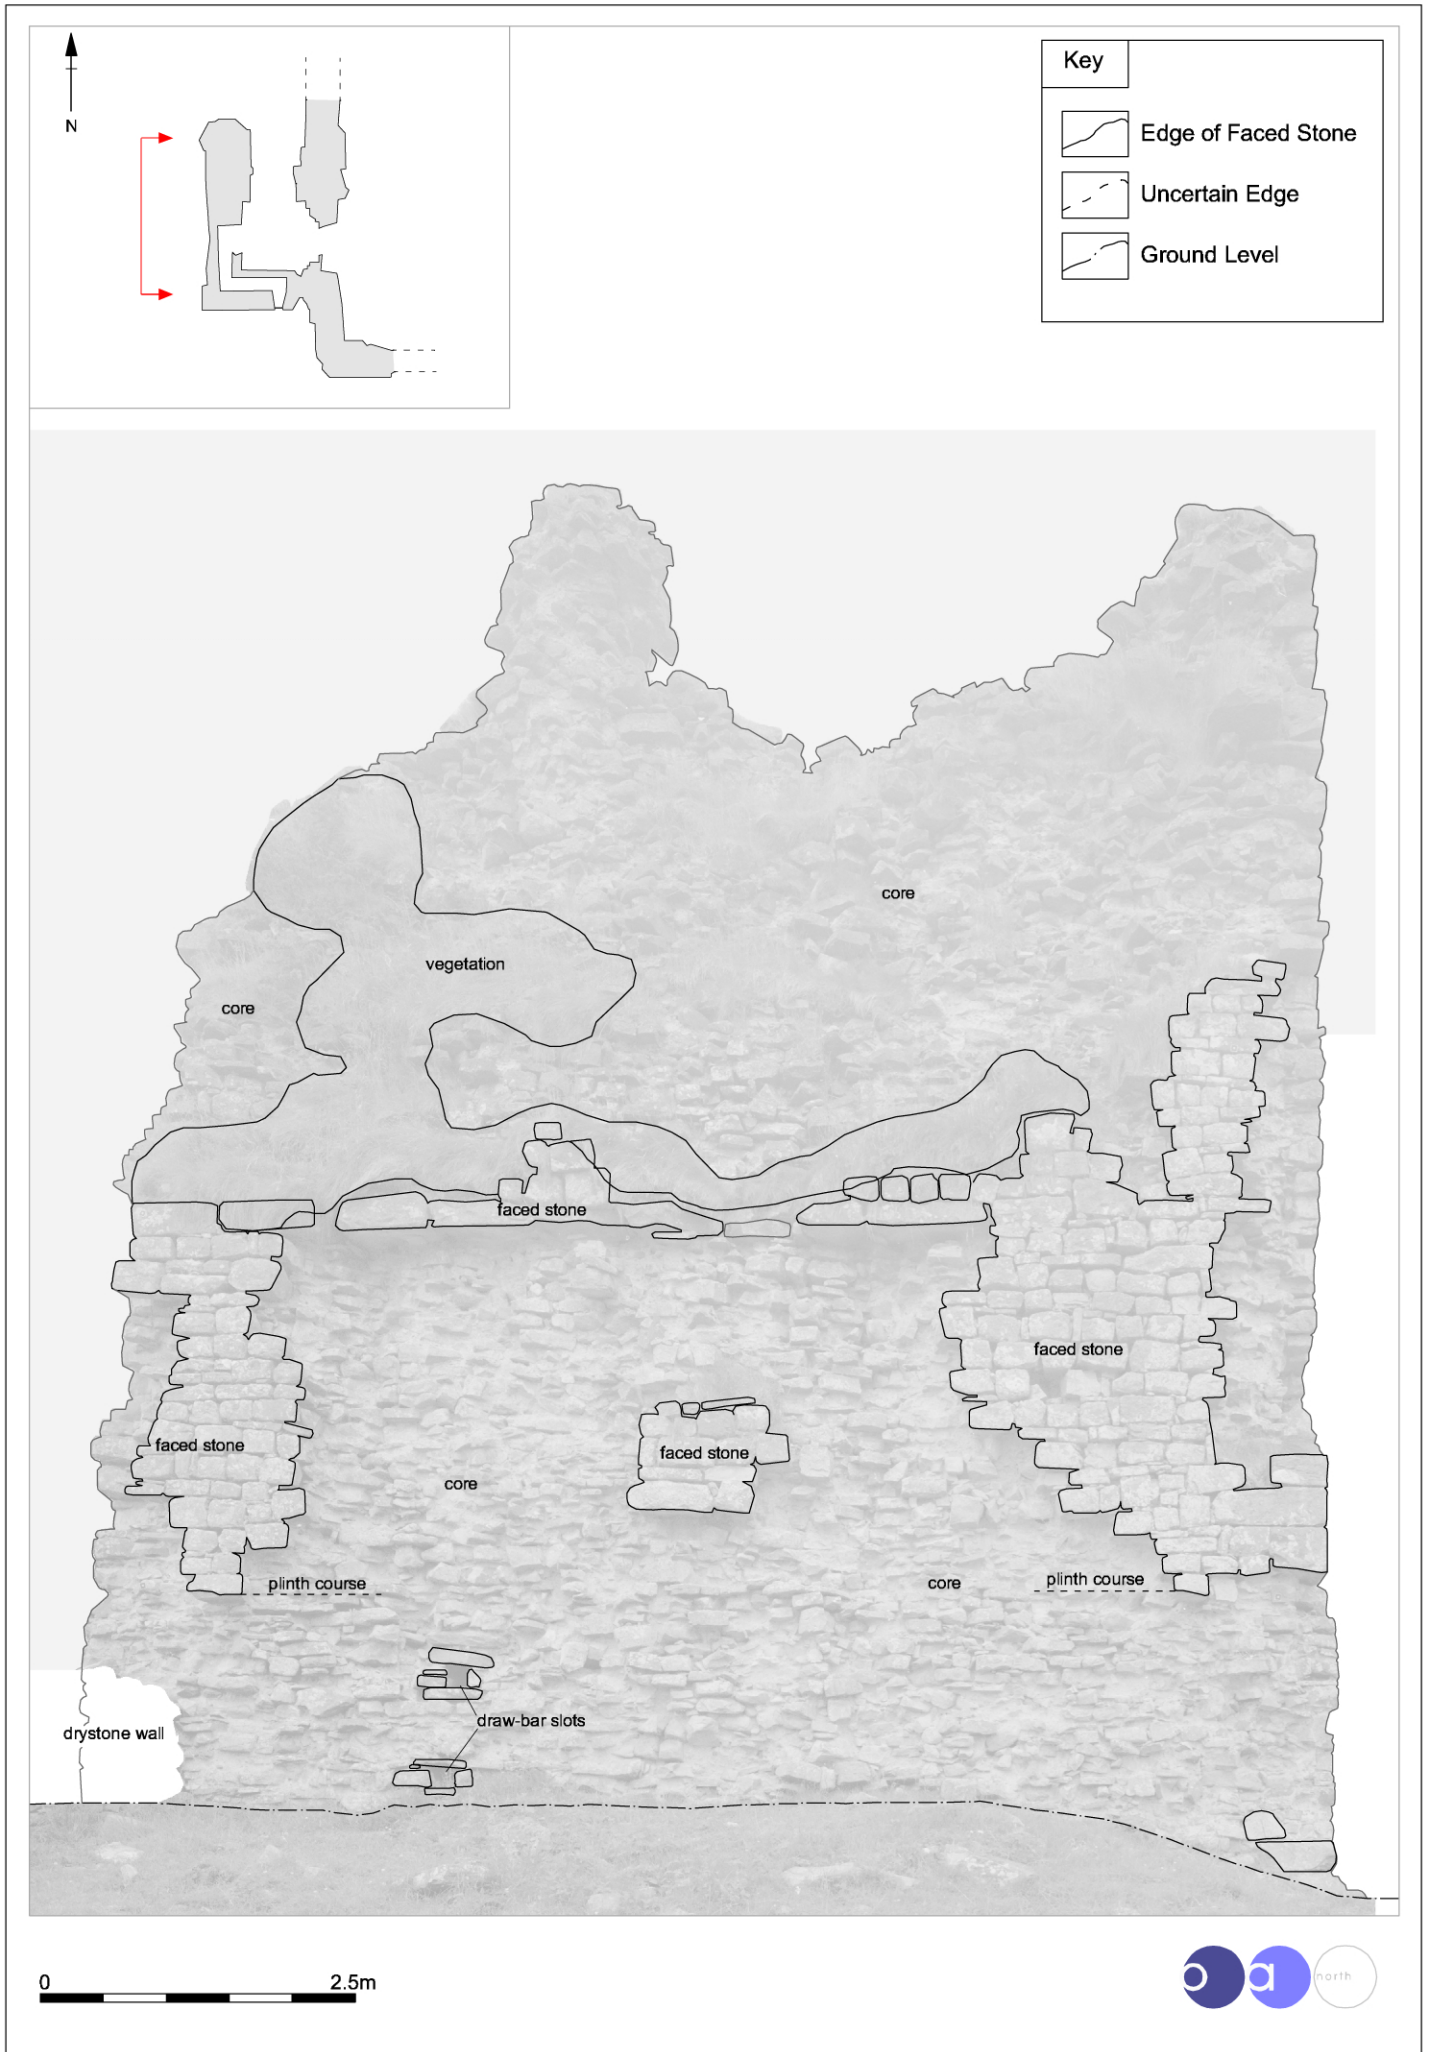 N
Key
Edge of Faced Stone
Uncertain Edge
Ground Level
core
vegetation
core
faced stone
faced stone
faced stone
faced stone
core
plinth course
core
plinth course
draw-bar slots
drystone wall
0 2.5m
o a north